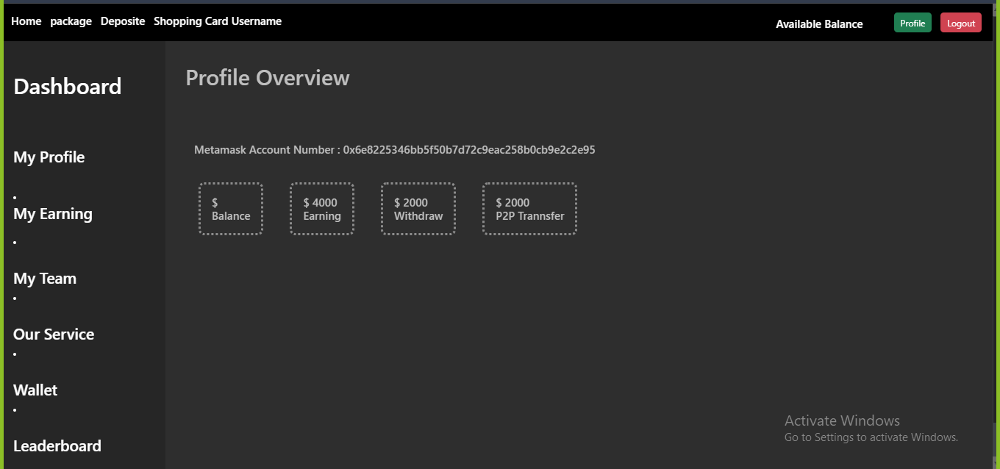 Home package Deposite Shopping Card Username
Available Balance
Profile
Logout
Dashboard
Profile Overview
My Profile
Metamask Account Number : 0x6e8225346bb5f50b7d72c9eac258b0cb9e2c2e95
$
Balance
$ 4000
Earning
$ 2000
Withdraw
$ 2000
P2P Trannsfer
My Earning
My Team
Our Service
Wallet
Leaderboard
Activate Windows
Go to Settings to activate Windows.